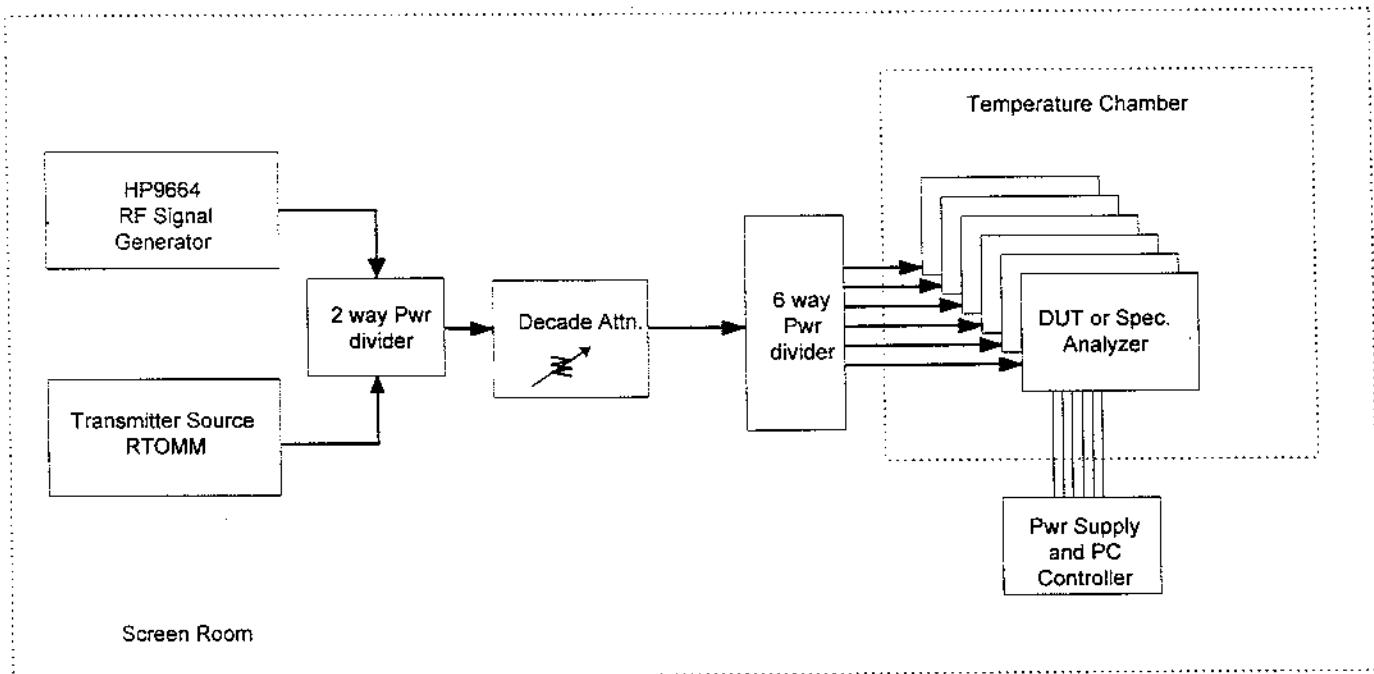 Temperature Chamber
HP9664
RF Signal
Generator
2 way Pwr
divider
Decade Attn.
6 way
Pwr
divider
DUT or Spec.
Analyzer
Transmitter Source
RTOMM
Pwr Supply
and PC
Controller
Screen Room